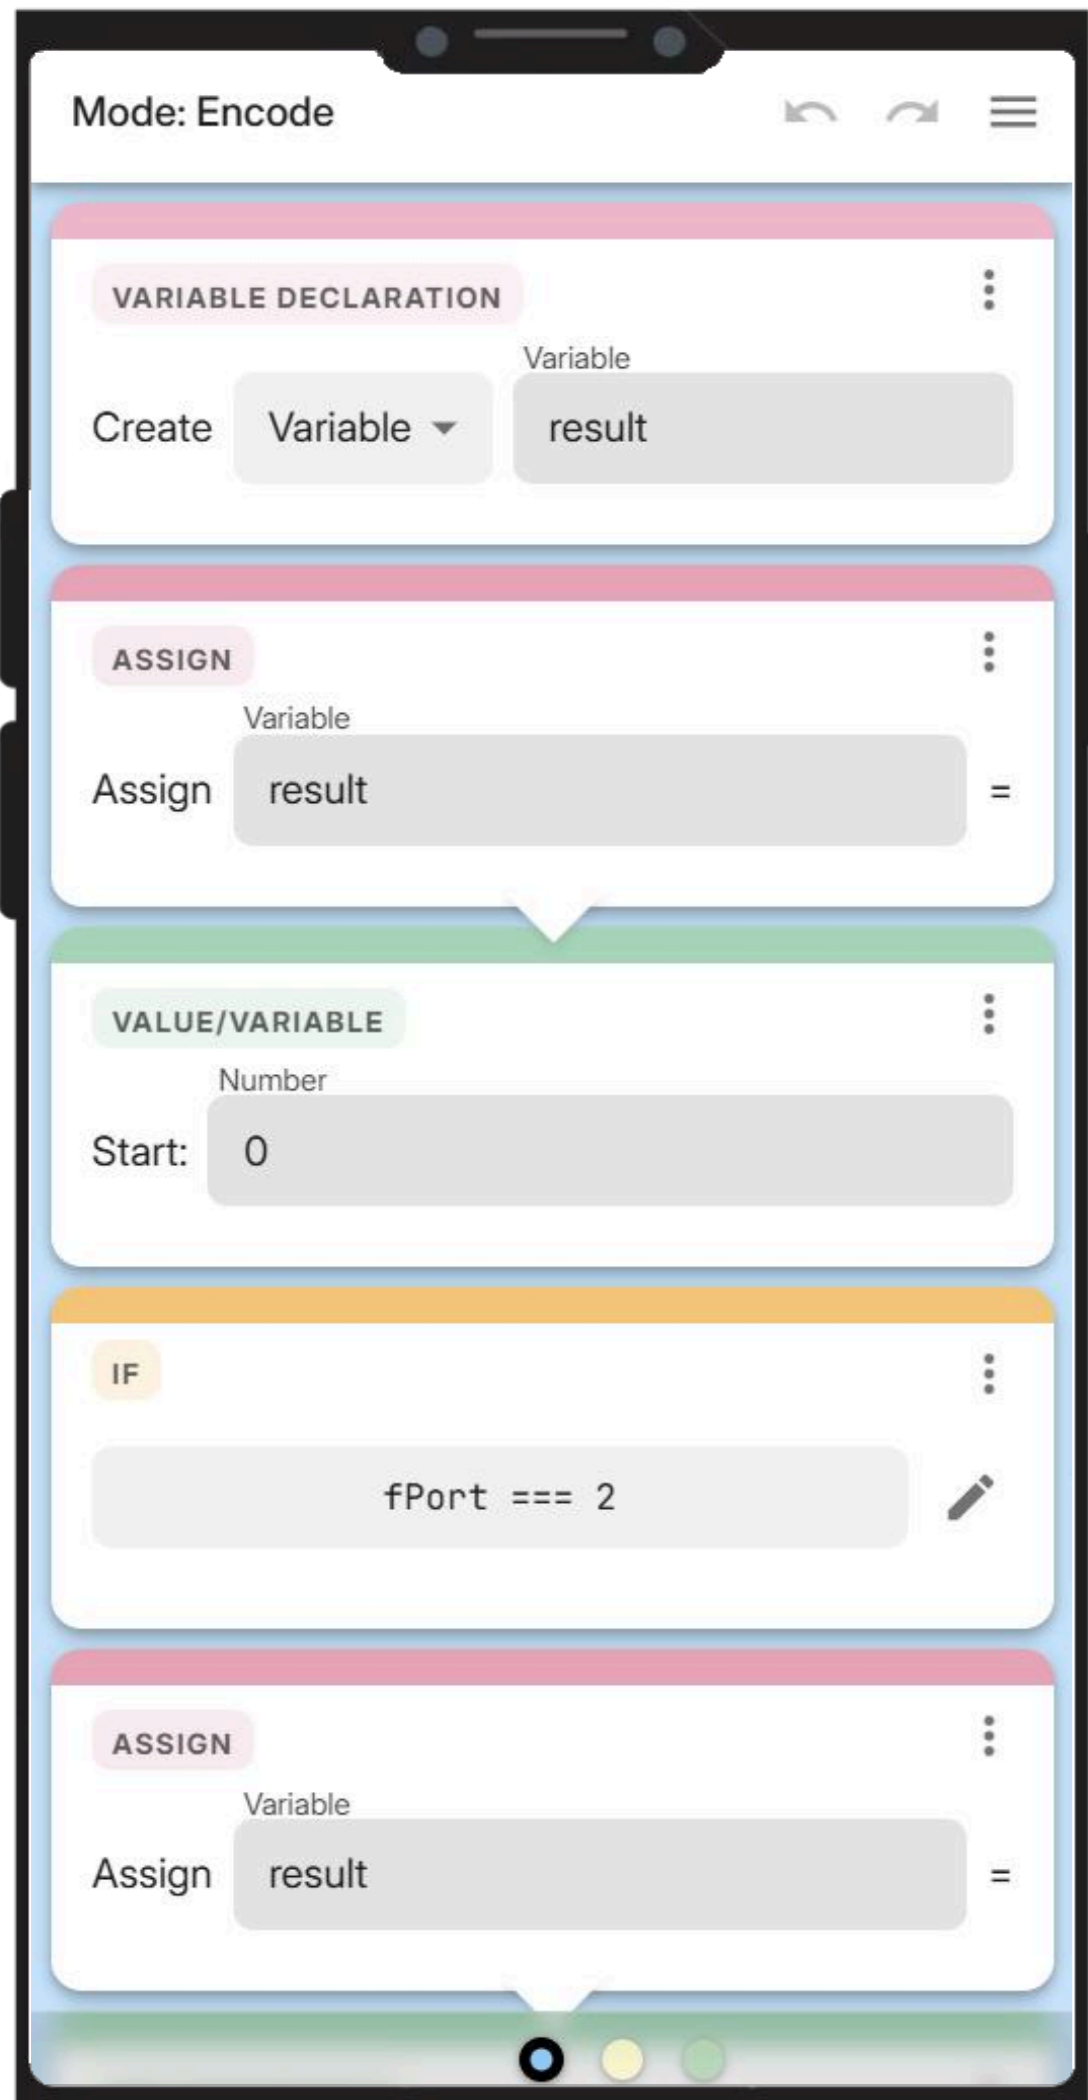 Mode: Encode
VARIABLE DECLARATION
Variable
Create Variable result
ASSIGN
Variable
Assign result =
VALUE/VARIABLE
Number
Start: 0
IF
fPort === 2
ASSIGN
Variable
Assign result =